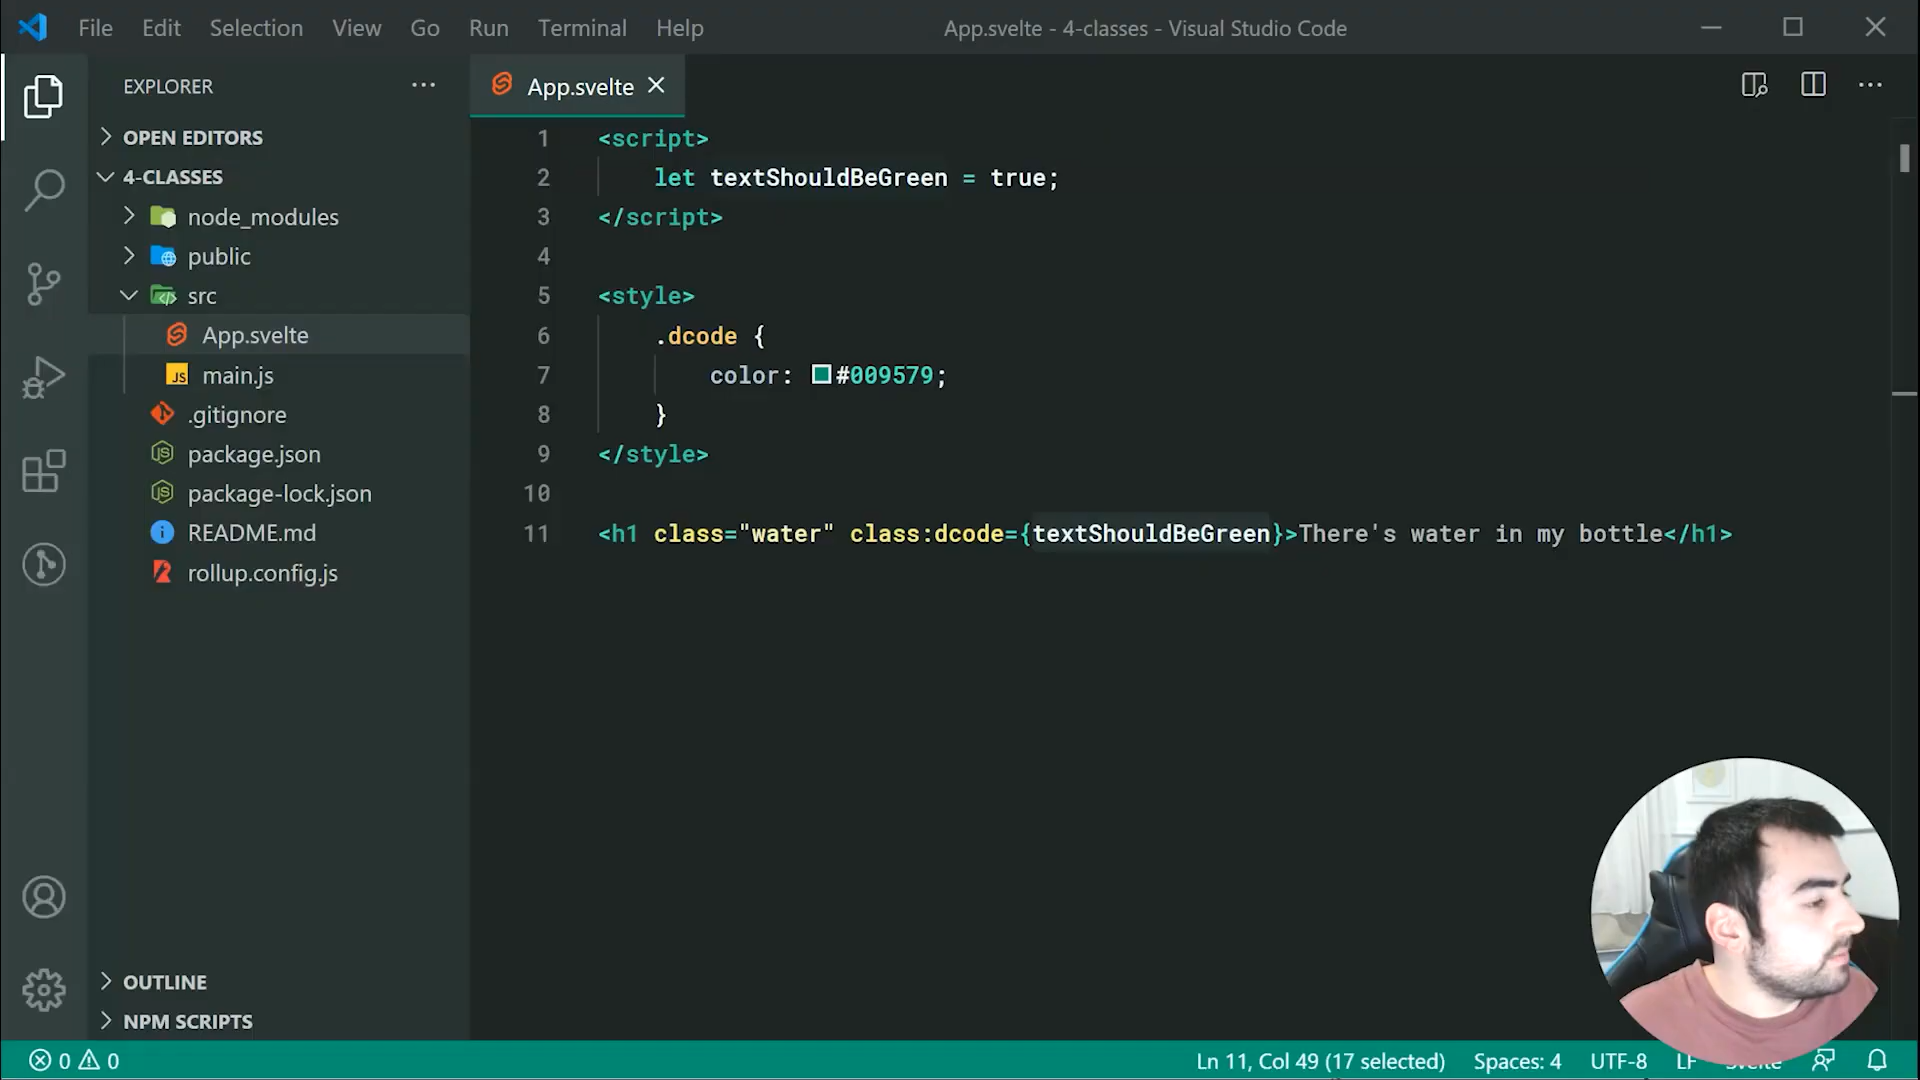 File Edit Selection View Go Run Terminal Help App.svelte - 4-classes - Visual Studio Code
EXPLORER
OPEN EDITORS
4-CLASSES
node_modules
public
src
App.svelte
JS main.js
.gitignore
package.json
package-lock.json
README.md
rollup.config.js
OUTLINE
NPM SCRIPTS
App.svelte
1 <script>
2 let textShouldBeGreen = true;
3 </script>
4
5 <style>
6 .dcode {
7 color: #009579;
8 }
9 </style>
10
11 <h1 class="water" class:dcode={textShouldBeGreen}>There's water in my bottle</h1>
0 0 Ln 11, Col 49 (17 selected) Spaces: 4 UTF-8 LF Svelte